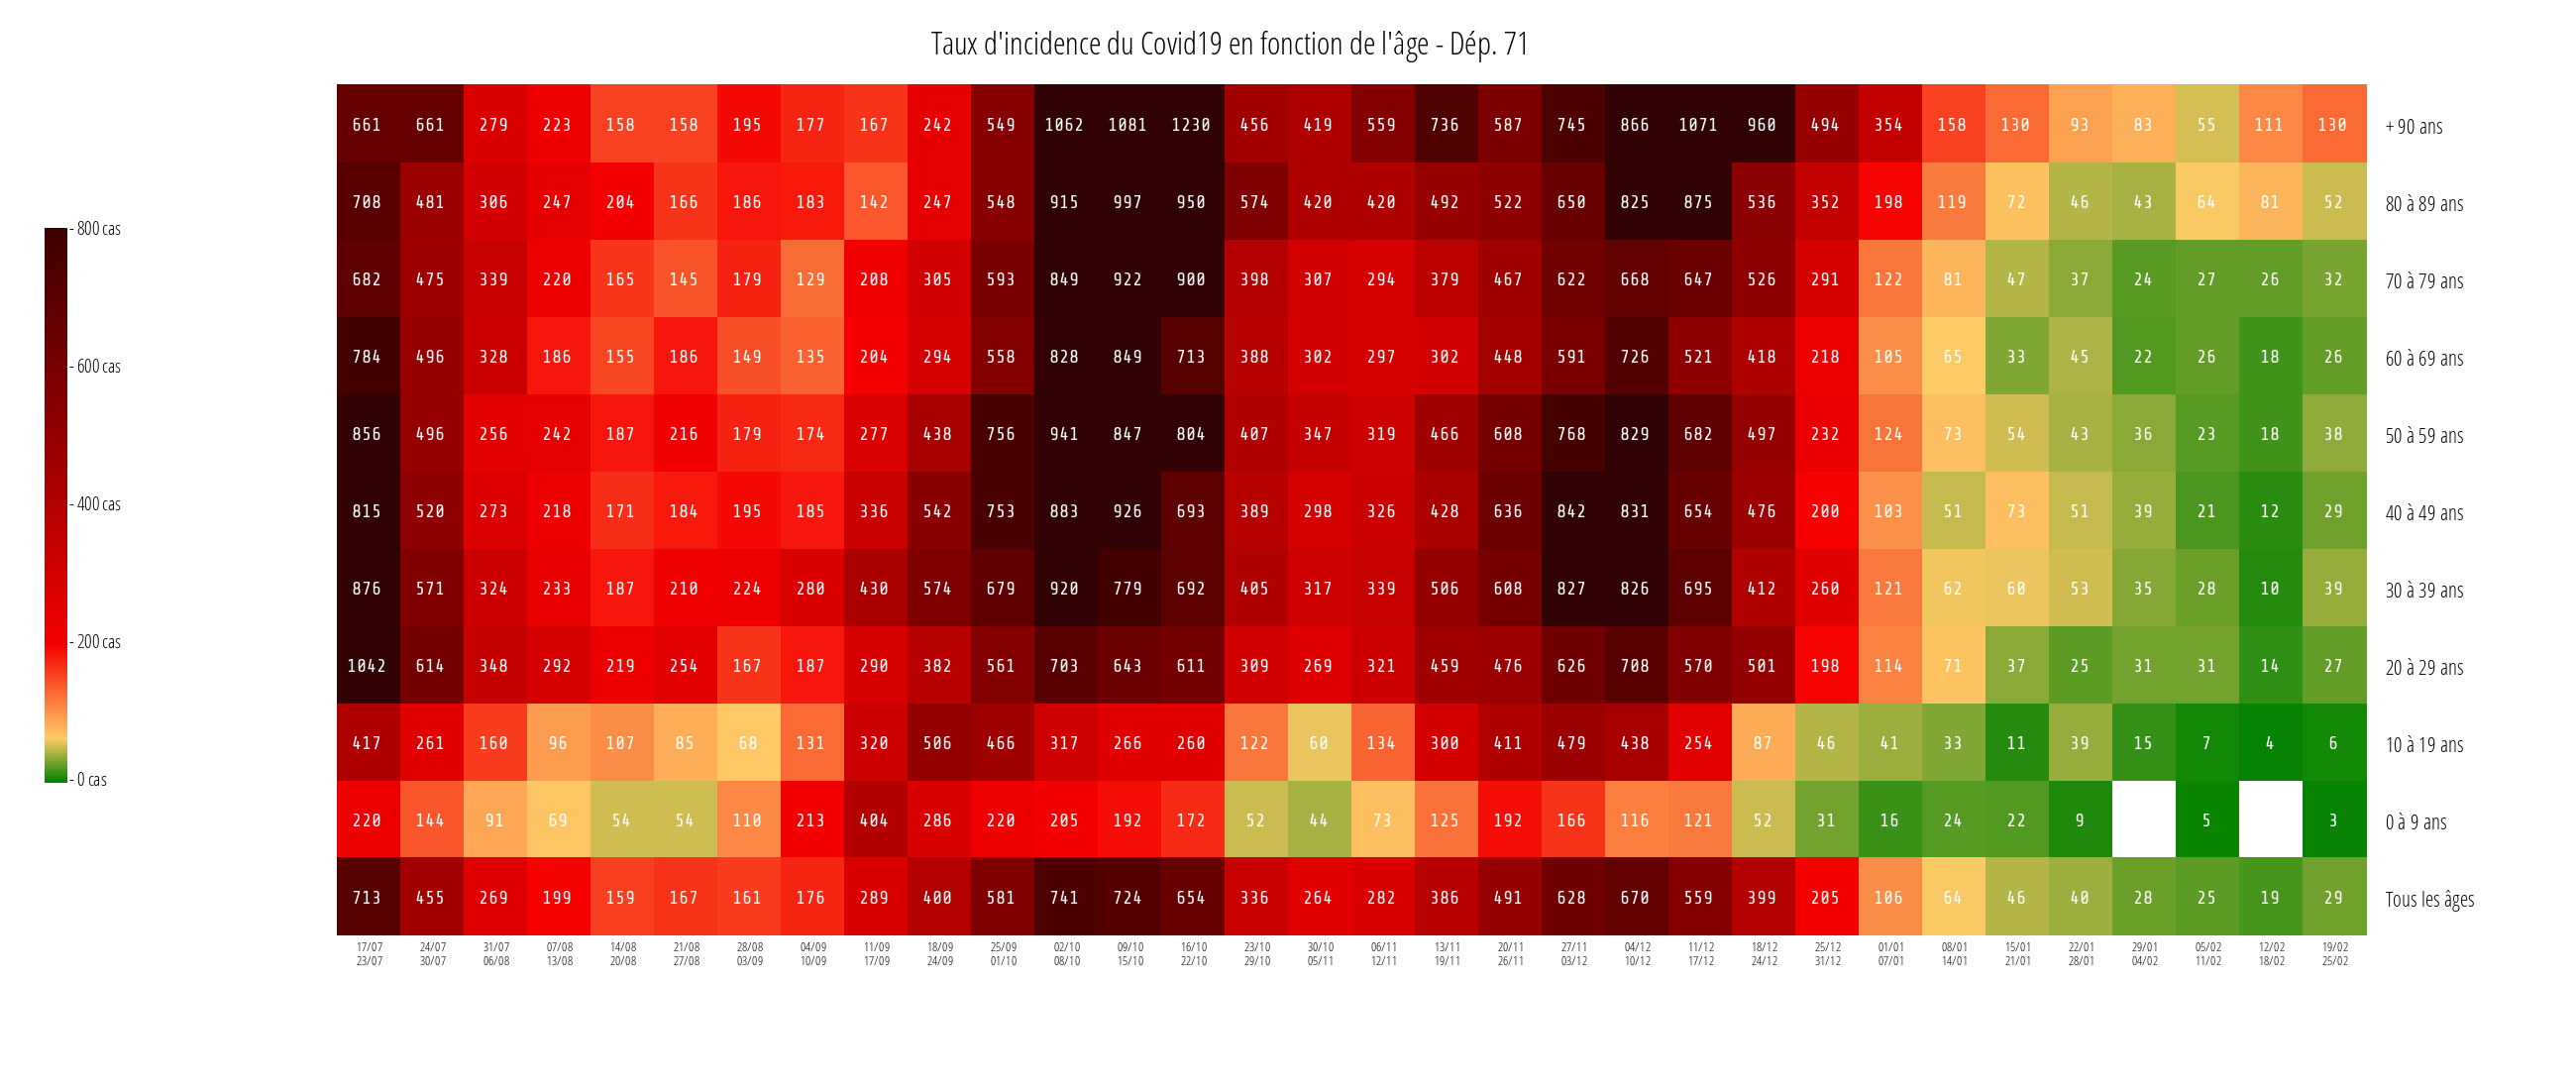 Taux d'incidence du Covid19 en fonction de l'âge - Dép. 71
- 800 cas
- 600 cas
- 400 cas
- 200 cas
- 0 cas
661 661 279 223 158 158 195 177 167 242 549 1062 1081 1230 456 419 559 736 587 745 866 1071 960 494 354 158 130 93 83 55 111 130 + 90 ans
708 481 306 247 204 166 186 183 142 247 548 915 997 950 574 420 420 492 522 650 825 875 536 352 198 119 72 46 43 64 81 52 80 à 89 ans
682 475 339 220 165 145 179 129 208 305 593 849 922 900 398 307 294 379 467 622 668 647 526 291 122 81 47 37 24 27 26 32 70 à 79 ans
784 496 328 186 155 186 149 135 204 294 558 828 849 713 388 302 297 302 448 591 726 521 418 218 105 65 33 45 22 26 18 26 60 à 69 ans
856 496 256 242 187 216 179 174 277 438 756 941 847 804 407 347 319 466 608 768 829 682 497 232 124 73 54 43 36 23 18 38 50 à 59 ans
815 520 273 218 171 184 195 185 336 542 753 883 926 693 389 298 326 428 636 842 831 654 476 200 103 51 73 51 39 21 12 29 40 à 49 ans
876 571 324 233 187 210 224 280 430 574 679 920 779 692 405 317 339 506 608 827 826 695 412 260 121 62 60 53 35 28 10 39 30 à 39 ans
1042 614 348 292 219 254 167 187 290 382 561 703 643 611 309 269 321 459 476 626 708 570 501 198 114 71 37 25 31 31 14 27 20 à 29 ans
417 261 160 96 107 85 68 131 320 506 466 317 266 260 122 60 134 300 411 479 438 254 87 46 41 33 11 39 15 7 4 6 10 à 19 ans
220 144 91 69 54 54 110 213 404 286 220 205 192 172 52 44 73 125 192 166 116 121 52 31 16 24 22 9 5 3 0 à 9 ans
713 455 269 199 159 167 161 176 289 400 581 741 724 654 336 264 282 386 491 628 670 559 399 205 106 64 46 40 28 25 19 29 Tous les âges
17/07 24/07 31/07 07/08 14/08 21/08 28/08 04/09 11/09 18/09 25/09 02/10 09/10 16/10 23/10 30/10 06/11 13/11 20/11 27/11 04/12 11/12 18/12 25/12 01/01 08/01 15/01 22/01 29/01 05/02 12/02 19/02
23/07 30/07 06/08 13/08 20/08 27/08 03/09 10/09 17/09 24/09 01/10 08/10 15/10 22/10 29/10 05/11 12/11 19/11 26/11 03/12 10/12 17/12 24/12 31/12 07/01 14/01 21/01 28/01 04/02 11/02 18/02 25/02